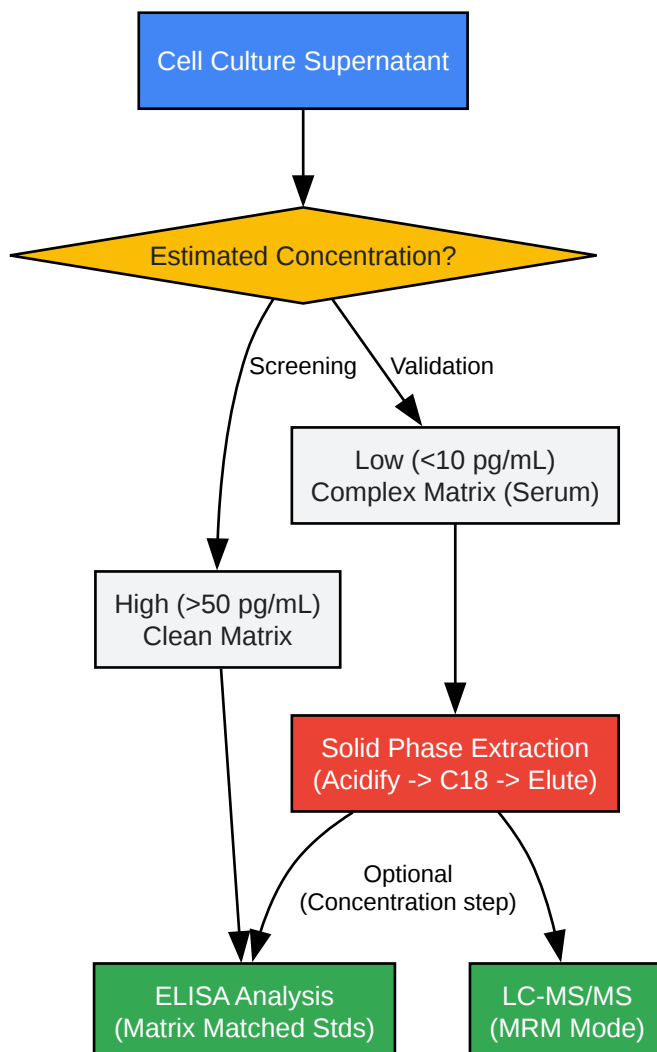 Cell Culture Supernatant
Estimated Concentration?
Screening
Validation
Low (<10 pg/mL)
Complex Matrix (Serum)
High (>50 pg/mL)
Clean Matrix
Solid Phase Extraction
(Acidify -> C18 -> Elute)
Optional
(Concentration step)
ELISA Analysis
(Matrix Matched Stds)
LC-MS/MS
(MRM Mode)